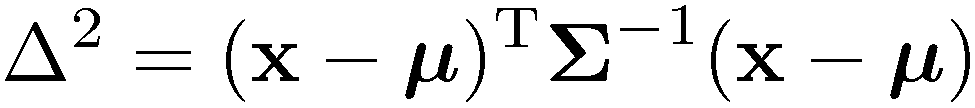 Δ² = (𝐱 − 𝝁)ᵀ𝚺⁻¹(𝐱 − 𝝁)